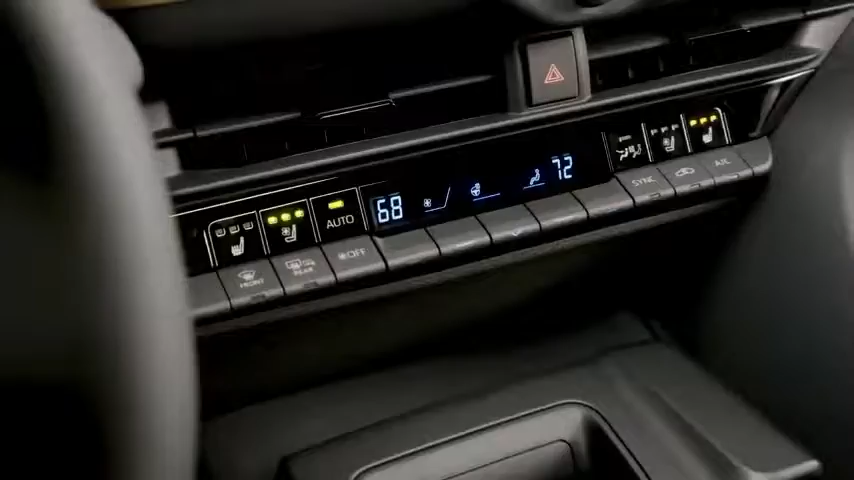 68
72
AUTO
FRONT
REAR
OFF
SYNC
A/C